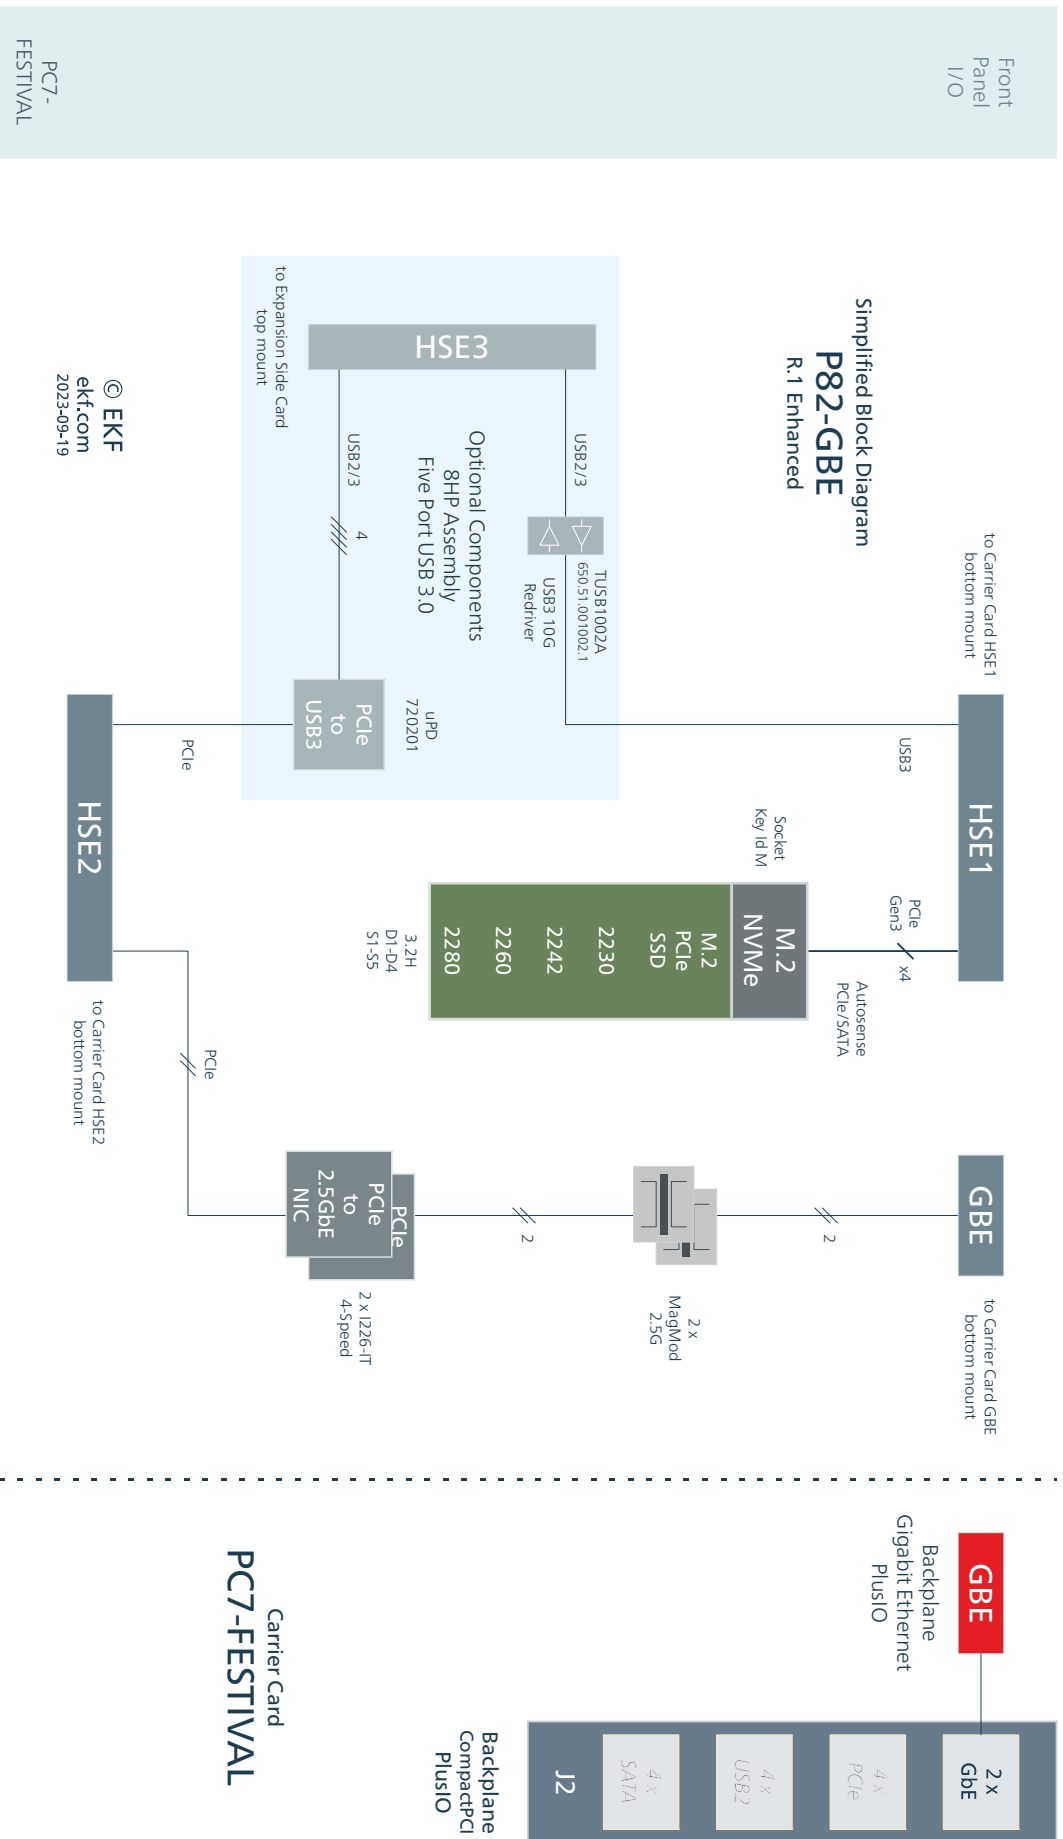 Front
Panel
I/O
PC7-
FESTIVAL
Simplified Block Diagram
P82-GBE
R.1 Enhanced
to Carrier Card HSE1
bottom mount
HSE1
USB3
PCIe
Gen3
x4
Autosense
PCIe/SATA
Socket
Key Id M
M.2
NVMe
M.2
PCIe
SSD
2230
2242
2260
2280
3.2H
D1-D4
S1-S5
HSE3
to Expansion Side Card
top mount
USB2/3
TUSB1002A
650.51.001002.1
USB3 10G
Redriver
Optional Components
8HP Assembly
Five Port USB 3.0
USB2/3
4
uPD
720201
PCIe
to
USB3
PCIe
HSE2
to Carrier Card HSE2
bottom mount
PCIe
PCIe
PCIe
to
2.5GbE
NIC
2 x I226-IT
4-Speed
2
2 x
MagMod
2.5G
2
GBE
to Carrier Card GBE
bottom mount
© EKF
ekf.com
2023-09-19
GBE
Backplane
Gigabit Ethernet
PlusIO
2 x
GbE
4 x
PCIe
4 x
USB2
4 x
SATA
J2
Backplane
CompactPCI
PlusIO
Carrier Card
PC7-FESTIVAL